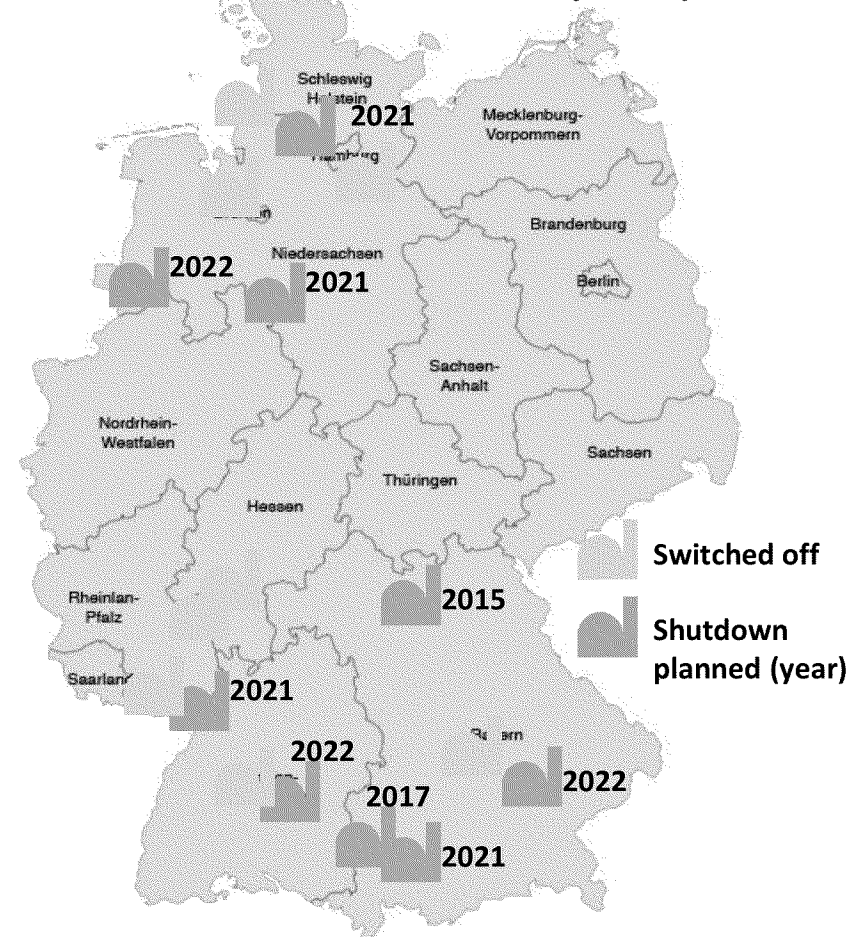 Schleswig
2021
Mecklenburg-
Vorpommern
Brandenburg
Niedersachsen
2022
2021
Berlin
Sachsen-
Anhalt
Nordrhein-
Westfalen
Sachsen
Thüringen
Hessen
Switched off
Rheinlan-
Pfalz
2015
Shutdown
planned (year)
Saarlan
2021
2022
2022
2017
2021